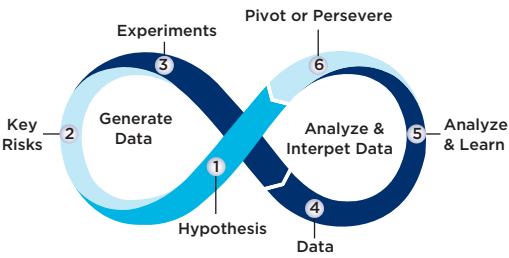 Pivot or Persevere
Experiments
6
3
Key
Risks
2
Generate
Data
Analyze &
Interpet Data
5
Analyze
& Learn
1
4
Hypothesis
Data